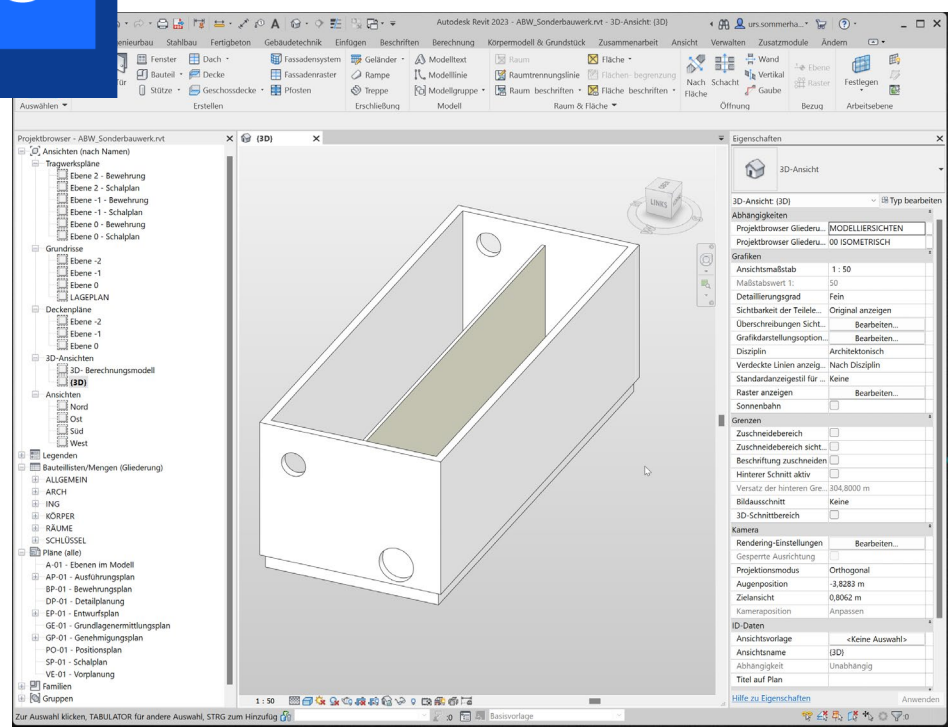 Autodesk Revit 2023 - ABW_Sonderbauwerk.rvt - 3D-Ansicht: {3D}
urs.sommerha...
Stahlbau Fertigbeton Gebäudetechnik Einfügen Beschriften Berechnung Körpermodell & Grundstück Zusammenarbeit Ansicht Verwalten Zusatzmodule Ändern
Fenster Dach Fassadensystem Geländer Modelltext Raum Fläche Wand Ebene
Bauteil Decke Fassadenraster Rampe Modelllinie Raumtrennungslinie Flächen- begrenzung Vertikal Raster
Stütze Geschossdecke Pfosten Treppe Modellgruppe Raum beschriften Fläche beschriften Gaube
Nach Fläche Schacht Festlegen
Auswählen Erstellen Erschließung Modell Raum & Fläche Öffnung Bezug Arbeitsebene
Projektbrowser - ABW_Sonderbauwerk.rvt
Ansichten (nach Namen)
Tragwerkspläne
Ebene 2 - Bewehrung
Ebene 2 - Schalplan
Ebene -1 - Bewehrung
Ebene -1 - Schalplan
Ebene 0 - Bewehrung
Ebene 0 - Schalplan
Grundrisse
Ebene -2
Ebene -1
Ebene 0
LAGEPLAN
Deckenpläne
Ebene -2
Ebene -1
Ebene 0
3D-Ansichten
3D- Berechnungsmodell
{3D}
Ansichten
Nord
Ost
Süd
West
Legenden
Bauteillisten/Mengen (Gliederung)
ALLGEMEIN
ARCH
ING
KÖRPER
RÄUME
SCHLÜSSEL
Pläne (alle)
A-01 - Ebenen im Modell
AP-01 - Ausführungsplan
BP-01 - Bewehrungsplan
DP-01 - Detailplanung
EP-01 - Entwurfsplan
GE-01 - Grundlagenermittlungsplan
GP-01 - Genehmigungsplan
PO-01 - Positionsplan
SP-01 - Schalplan
VE-01 - Vorplanung
Familien
Gruppen
{3D}
LINKS
1 : 50
Eigenschaften
3D-Ansicht
3D-Ansicht: {3D} Typ bearbeiten
Abhängigkeiten
Projektbrowser Gliederu... MODELLIERSICHTEN
Projektbrowser Gliederu... 00 ISOMETRISCH
Grafiken
Ansichtsmaßstab 1 : 50
Maßstabswert 1: 50
Detaillierungsgrad Fein
Sichtbarkeit der Teilele... Original anzeigen
Überschreibungen Sicht... Bearbeiten...
Grafikdarstellungsoption... Bearbeiten...
Disziplin Architektonisch
Verdeckte Linien anzeig... Nach Disziplin
Standardanzeigestil für ... Keine
Raster anzeigen Bearbeiten...
Sonnenbahn
Grenzen
Zuschneidebereich
Zuschneidebereich sicht...
Beschriftung zuschneiden
Hinterer Schnitt aktiv
Versatz der hinteren Gre... 304,8000 m
Bildausschnitt Keine
3D-Schnittbereich
Kamera
Rendering-Einstellungen Bearbeiten...
Gesperrte Ausrichtung
Projektionsmodus Orthogonal
Augenposition -3,8283 m
Zielansicht 0,8062 m
Kameraposition Anpassen
ID-Daten
Ansichtsvorlage <Keine Auswahl>
Ansichtsname {3D}
Abhängigkeit Unabhängig
Titel auf Plan
Hilfe zu Eigenschaften Anwenden
Zur Auswahl klicken, TABULATOR für andere Auswahl, STRG zum Hinzufüg :0 Basisvorlage :0